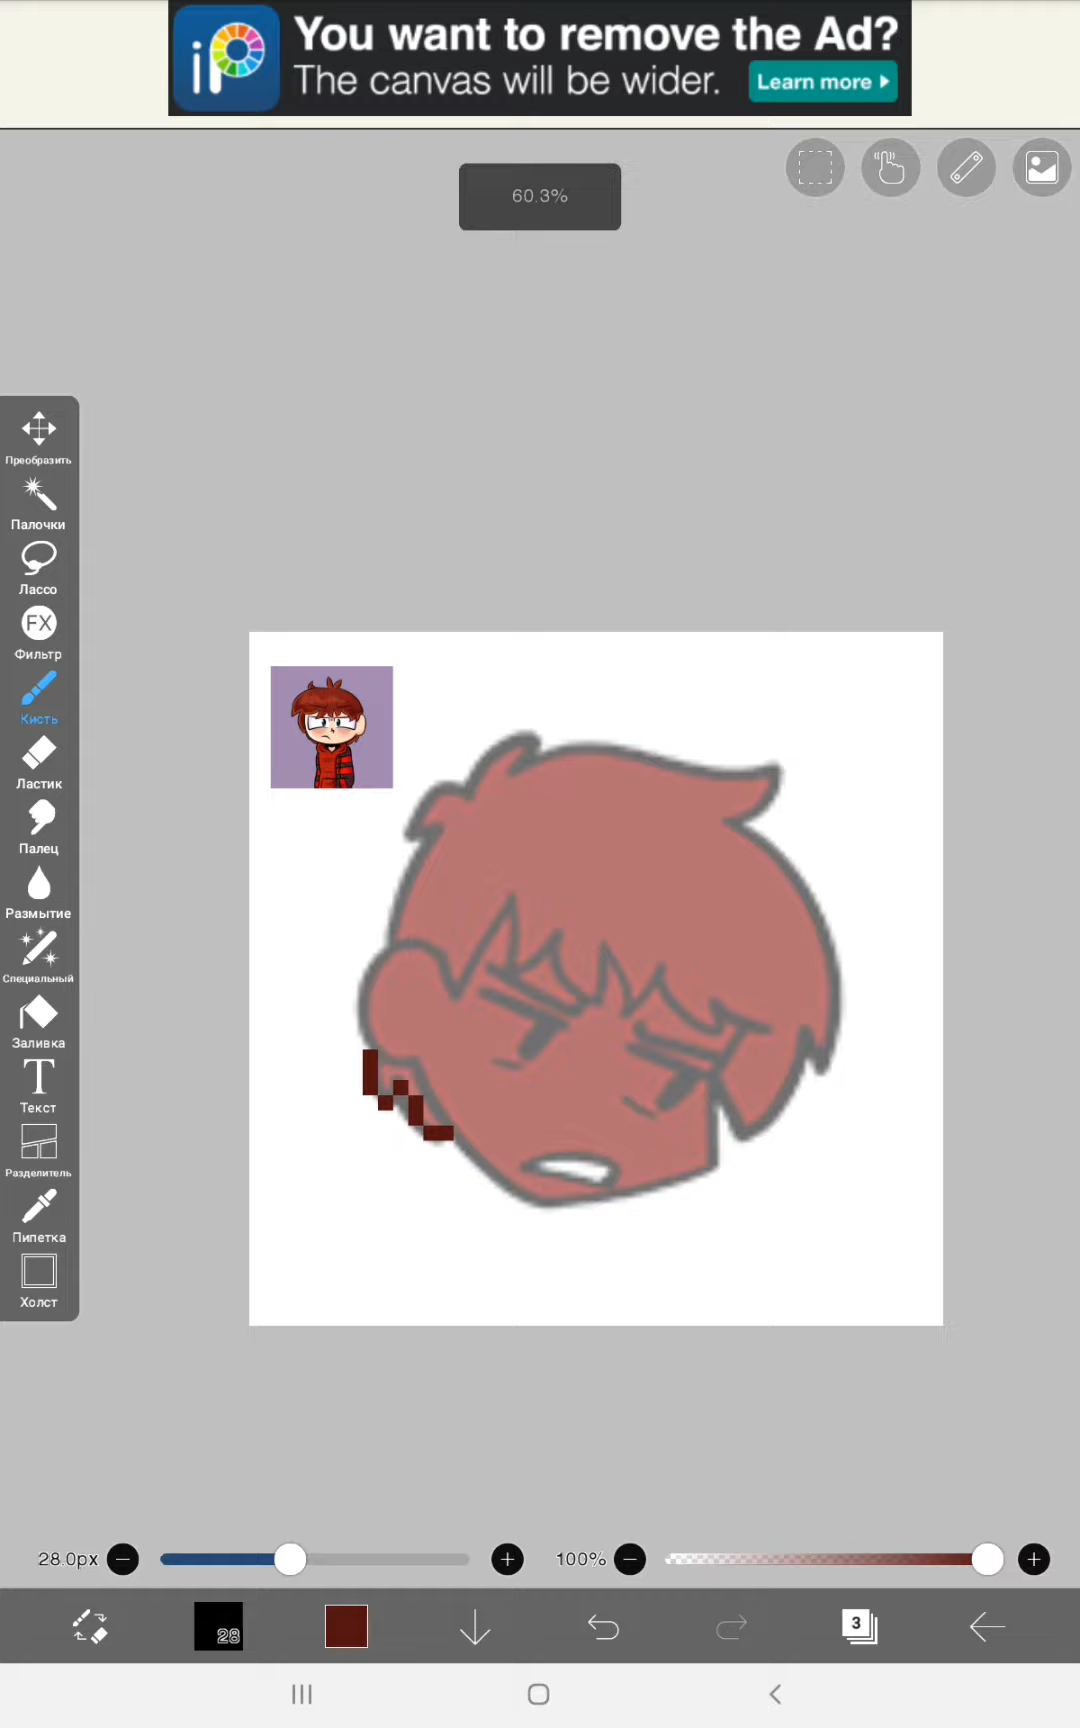 iP
You want to remove the Ad?
The canvas will be wider.
Learn more
60.3%
Преобразить
Палочки
Лассо
FX
Фильтр
Кисть
Ластик
Палец
Размытие
Специальный
Заливка
T
Текст
Разделитель
Пипетка
Холст
28.0px
100%
28
3